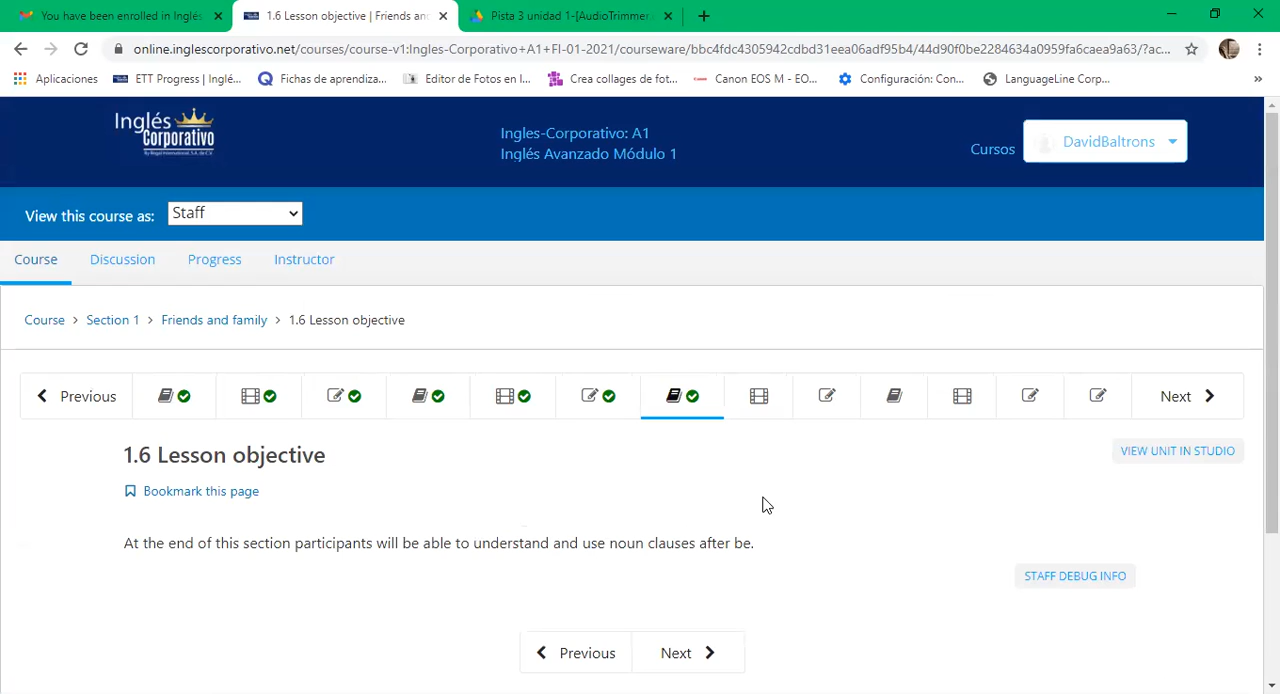 You have been enrolled in Inglés
1.6 Lesson objective | Friends and
Pista 3 unidad 1-[AudioTrimmer.
online.inglescorporativo.net/courses/course-v1:Ingles-Corporativo+A1+FI-01-2021/courseware/bbc4fdc4305942cdbd31eea06adf95b4/44d90f0be2284634a0959fa6caea9a63/?ac...
Aplicaciones
ETT Progress | Inglé...
Fichas de aprendiza...
Editor de Fotos en l...
Crea collages de fot...
Canon EOS M - EO...
Configuración: Con...
LanguageLine Corp...
»
Inglés
Corporativo
Ingles-Corporativo: A1
Inglés Avanzado Módulo 1
Cursos
DavidBaltrons
View this course as:
Staff
Course
Discussion
Progress
Instructor
Course > Section 1 > Friends and family > 1.6 Lesson objective
Previous
Next
1.6 Lesson objective
VIEW UNIT IN STUDIO
Bookmark this page
At the end of this section participants will be able to understand and use noun clauses after be.
STAFF DEBUG INFO
Previous
Next